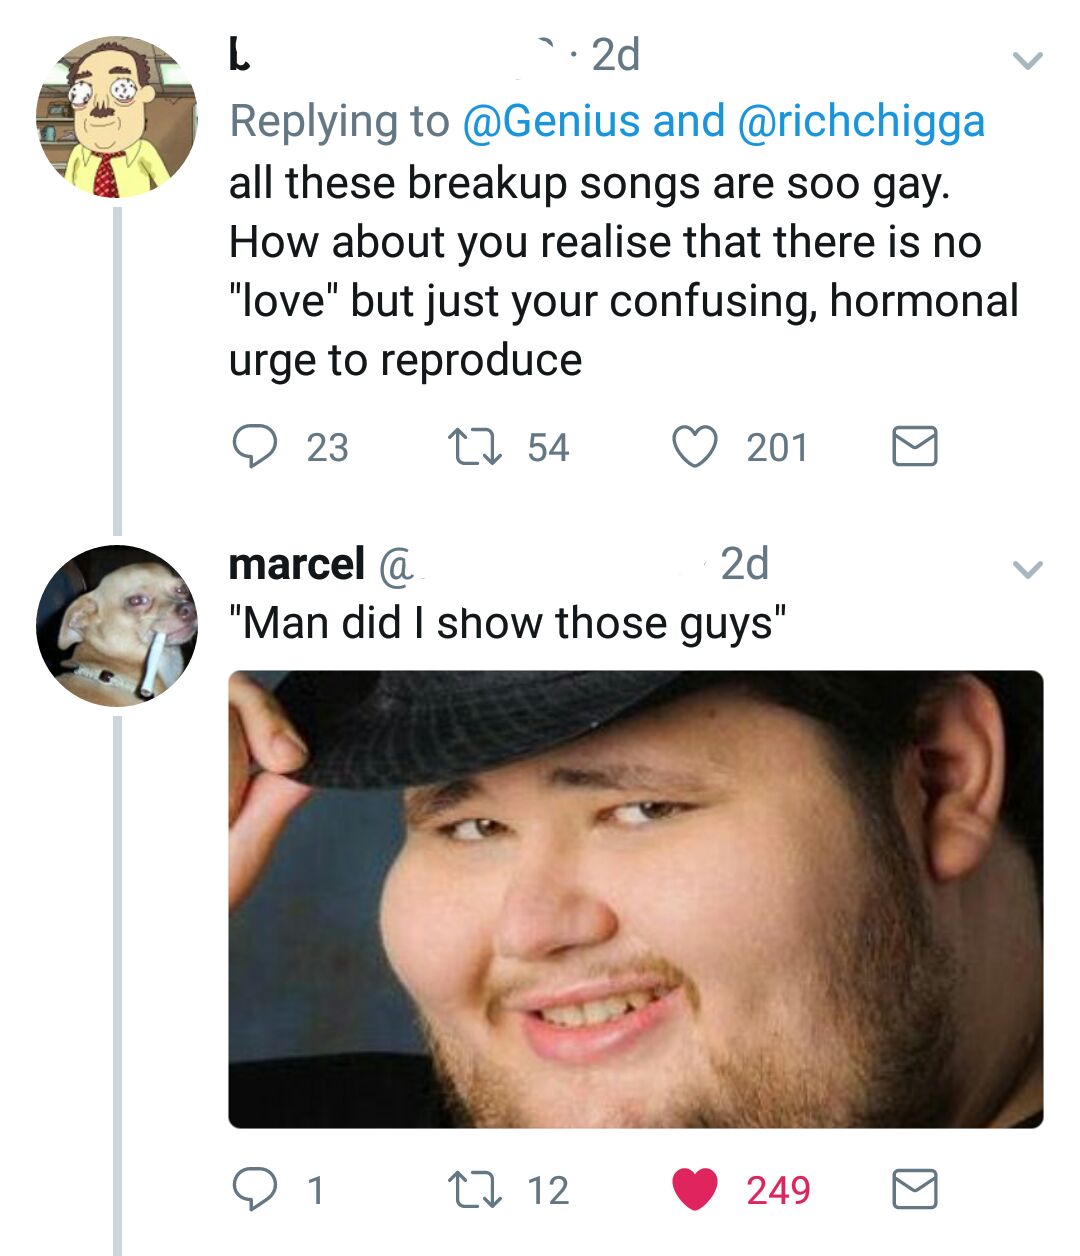 · 2d
Replying to @Genius and @richchigga
all these breakup songs are soo gay.
How about you realise that there is no
"love" but just your confusing, hormonal
urge to reproduce
23 54 201
marcel @ 2d
"Man did I show those guys"
1 12 249